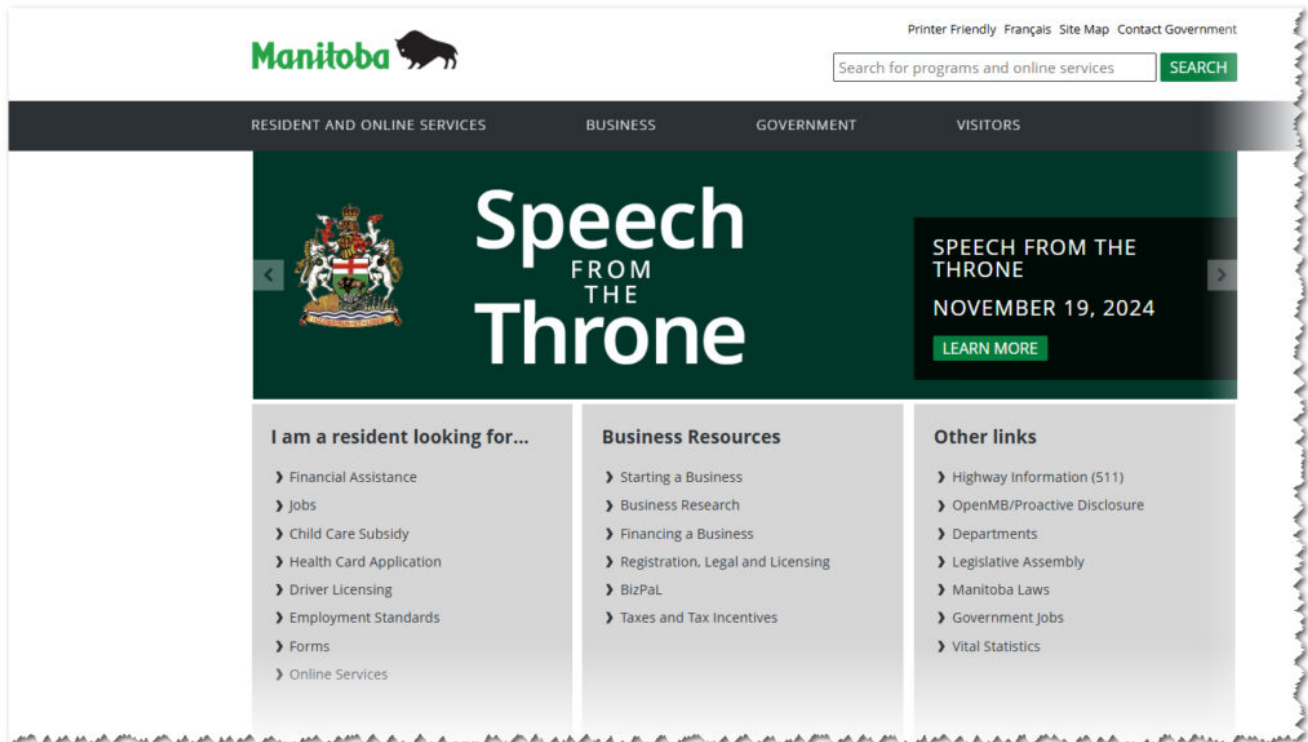 Printer Friendly Français Site Map Contact Government
Manitoba
Search for programs and online services SEARCH
RESIDENT AND ONLINE SERVICES BUSINESS GOVERNMENT VISITORS
Speech
FROM
THE
Throne
SPEECH FROM THE
THRONE
NOVEMBER 19, 2024
LEARN MORE
I am a resident looking for...
Financial Assistance
Jobs
Child Care Subsidy
Health Card Application
Driver Licensing
Employment Standards
Forms
Online Services
Business Resources
Starting a Business
Business Research
Financing a Business
Registration, Legal and Licensing
BizPaL
Taxes and Tax Incentives
Other links
Highway Information (511)
OpenMB/Proactive Disclosure
Departments
Legislative Assembly
Manitoba Laws
Government Jobs
Vital Statistics